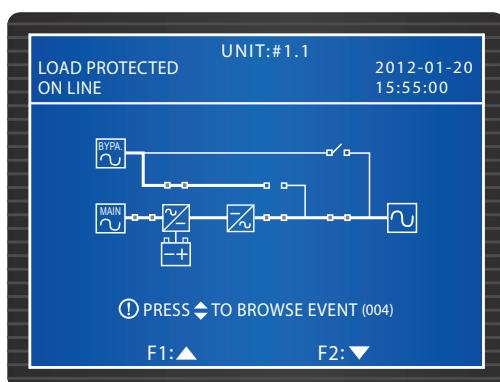 UNIT:#1.1
LOAD PROTECTED
ON LINE
2012-01-20
15:55:00
BYPA.
MAIN
PRESS TO BROWSE EVENT (004)
F1: F2: